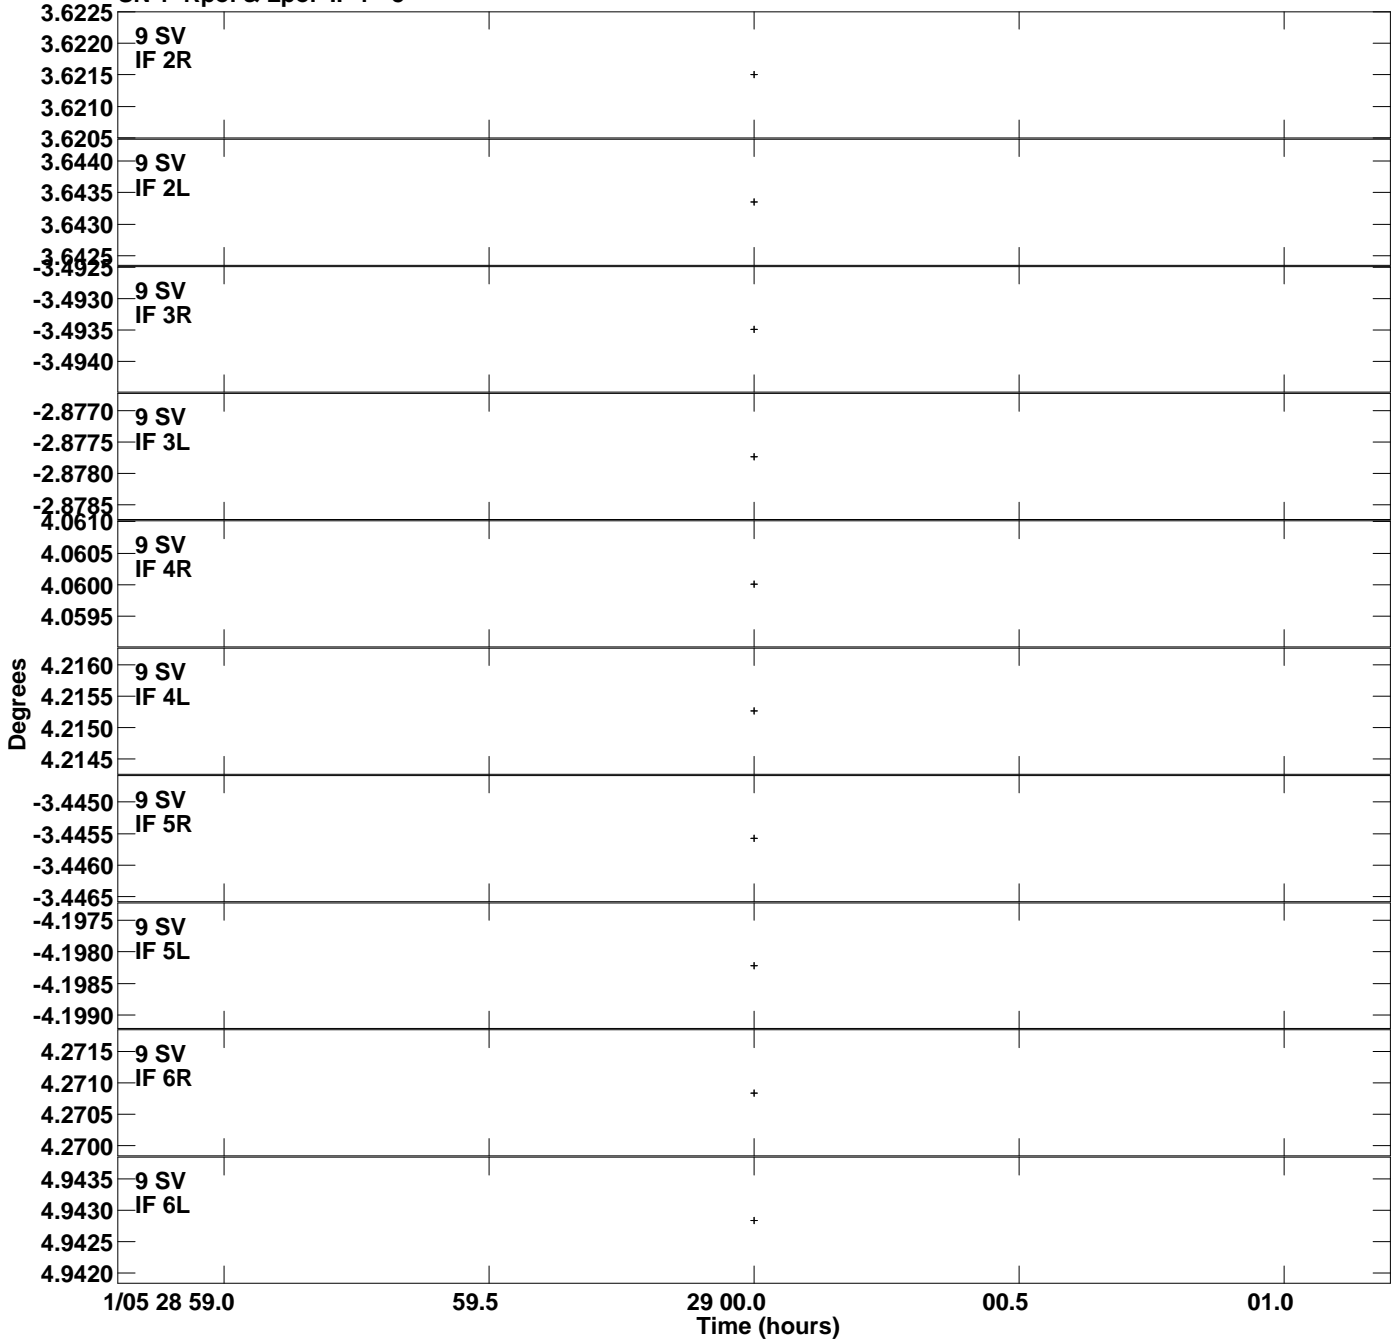 3.6225
3.6220
3.6215
3.6210
3.6205
9 SV
IF 2R
3.6440
3.6435
3.6430
3.6425
9 SV
IF 2L
-3.4925
-3.4930
-3.4935
-3.4940
9 SV
IF 3R
-2.8770
-2.8775
-2.8780
-2.8785
9 SV
IF 3L
4.0610
4.0605
4.0600
4.0595
9 SV
IF 4R
4.2160
4.2155
4.2150
4.2145
9 SV
IF 4L
Degrees
-3.4450
-3.4455
-3.4460
-3.4465
9 SV
IF 5R
-4.1975
-4.1980
-4.1985
-4.1990
9 SV
IF 5L
4.2715
4.2710
4.2705
4.2700
9 SV
IF 6R
4.9435
4.9430
4.9425
4.9420
9 SV
IF 6L
1/05 28 59.0 59.5 29 00.0 00.5 01.0
Time (hours)